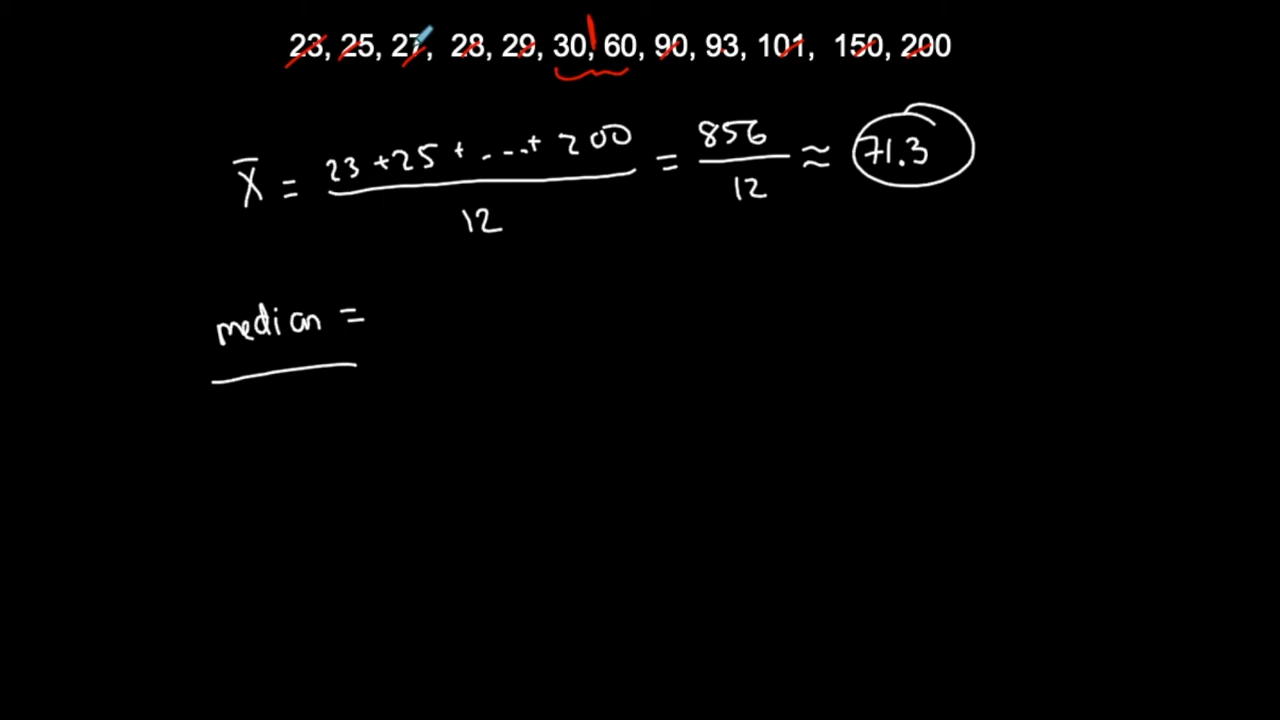 23, 25, 27, 28, 29, 30, 60, 90, 93, 101, 150, 200
x̄ = (23 + 25 + ... + 200) / 12 = 856 / 12 ≈ 71.3
median =